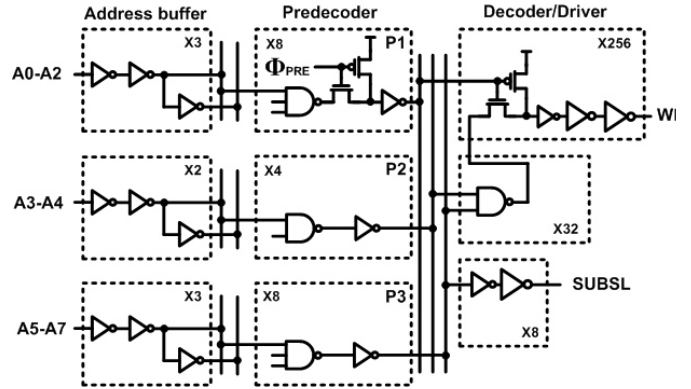 Address buffer
Predecoder
Decoder/Driver
X3
X8
P1
X256
A0-A2
ΦPRE
WL
X2
X4
P2
A3-A4
X32
X3
X8
P3
SUBSL
A5-A7
X8